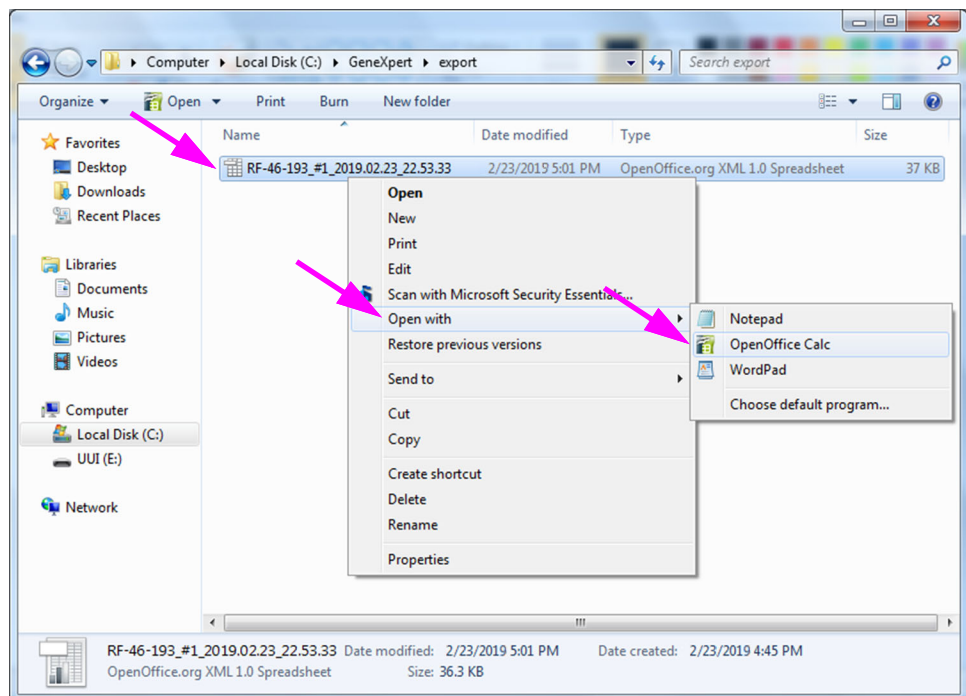 Computer Local Disk (C:) GeneXpert export Search export
Organize Open Print Burn New folder
Name Date modified Type Size
RF-46-193_#1_2019.02.23_22.53.33 2/23/2019 5:01 PM OpenOffice.org XML 1.0 Spreadsheet 37 KB
Favorites
Desktop
Downloads
Recent Places
Libraries
Documents
Music
Pictures
Videos
Computer
Local Disk (C:)
UUI (E:)
Network
Open
New
Print
Edit
Scan with Microsoft Security Essentials...
Open with
Restore previous versions
Send to
Cut
Copy
Create shortcut
Delete
Rename
Properties
Notepad
OpenOffice Calc
WordPad
Choose default program...
RF-46-193_#1_2019.02.23_22.53.33 Date modified: 2/23/2019 5:01 PM Date created: 2/23/2019 4:45 PM
OpenOffice.org XML 1.0 Spreadsheet Size: 36.3 KB